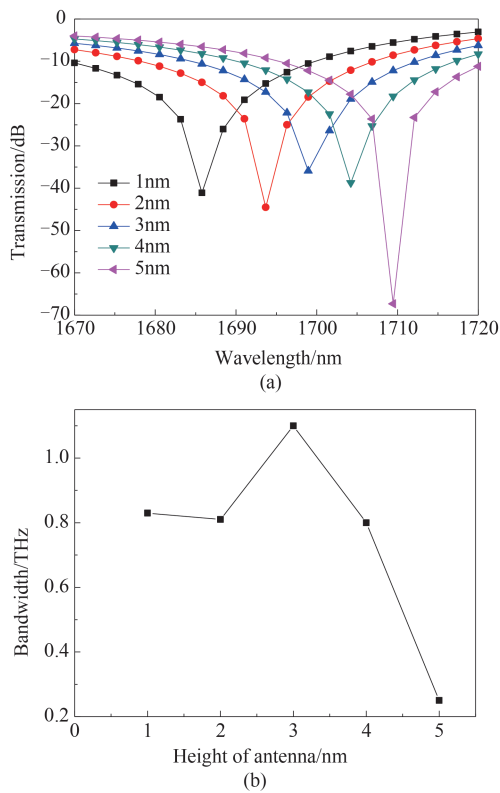 0
−10
−20
−30
−40
−50
−60
−70
Transmission/dB
1nm
2nm
3nm
4nm
5nm
1670 1680 1690 1700 1710 1720
Wavelength/nm
(a)
1.0
0.8
0.6
0.4
0.2
Bandwidth/THz
0 1 2 3 4 5
Height of antenna/nm
(b)